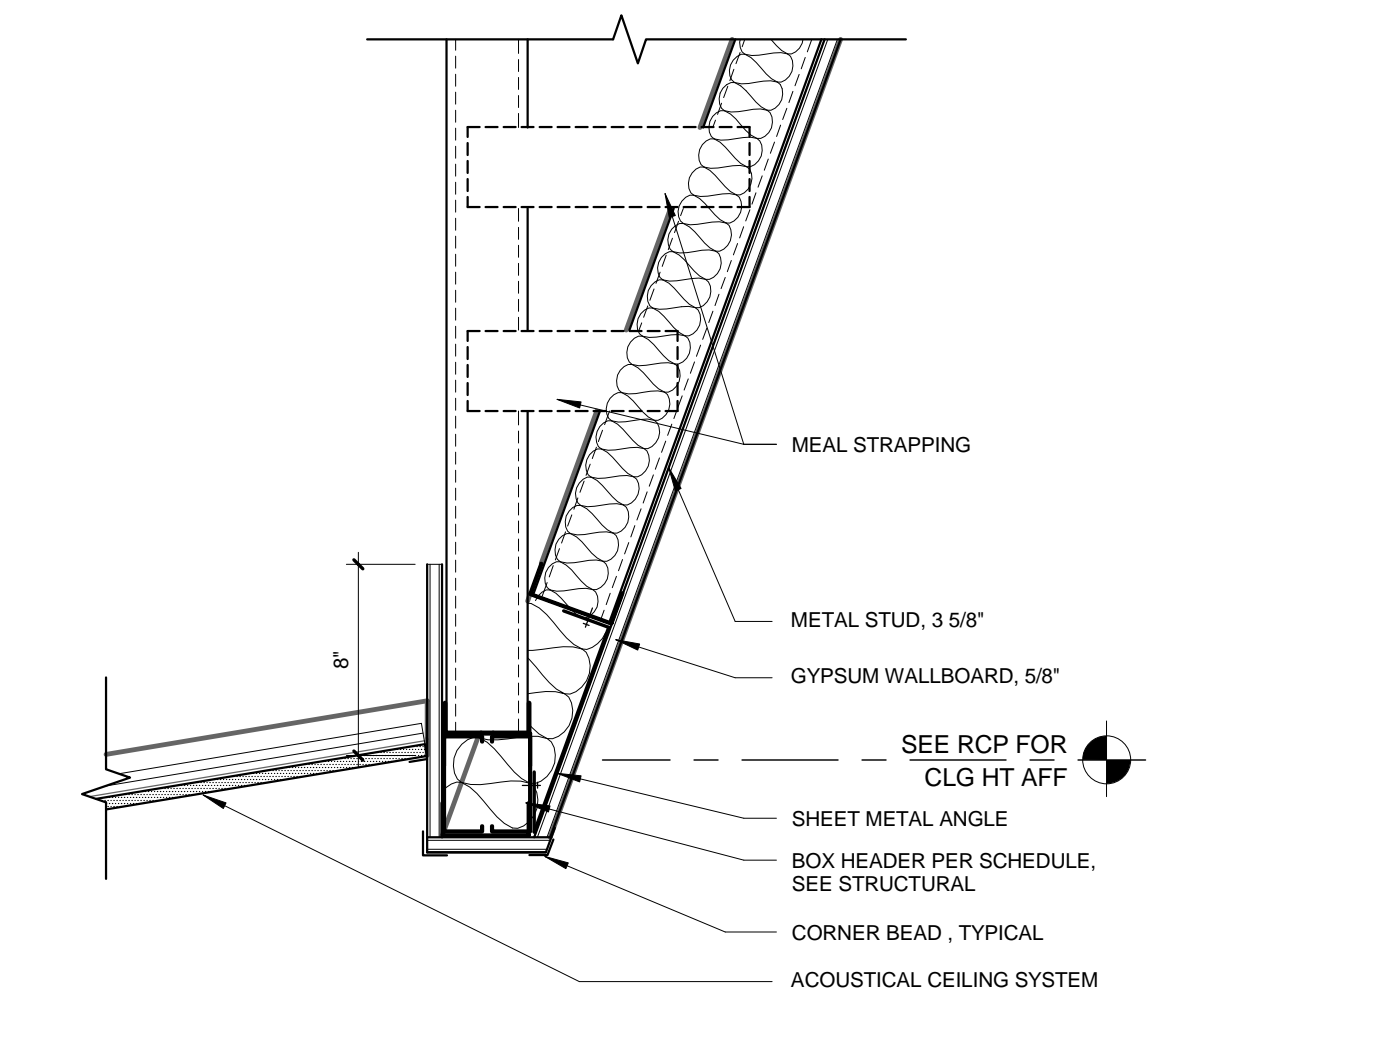 MEAL STRAPPING
METAL STUD, 3 5/8"
8"
GYPSUM WALLBOARD, 5/8"
SEE RCP FOR
CLG HT AFF
SHEET METAL ANGLE
BOX HEADER PER SCHEDULE,
SEE STRUCTURAL
CORNER BEAD , TYPICAL
ACOUSTICAL CEILING SYSTEM